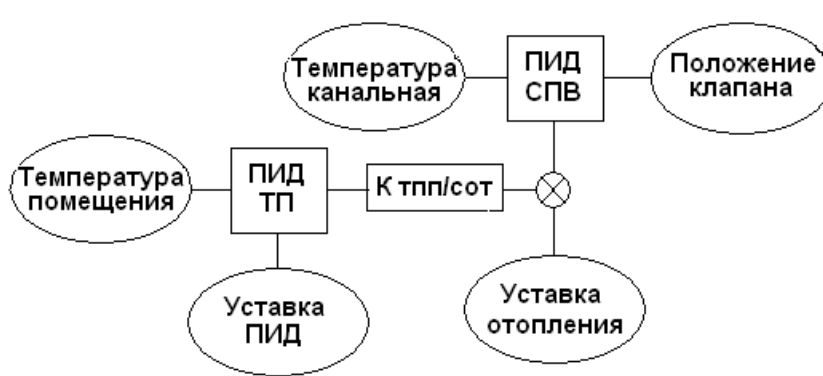 Температура
канальная
ПИД
СПВ
Положение
клапана
Температура
помещения
ПИД
ТП
К тпп/сот
Уставка
ПИД
Уставка
отопления